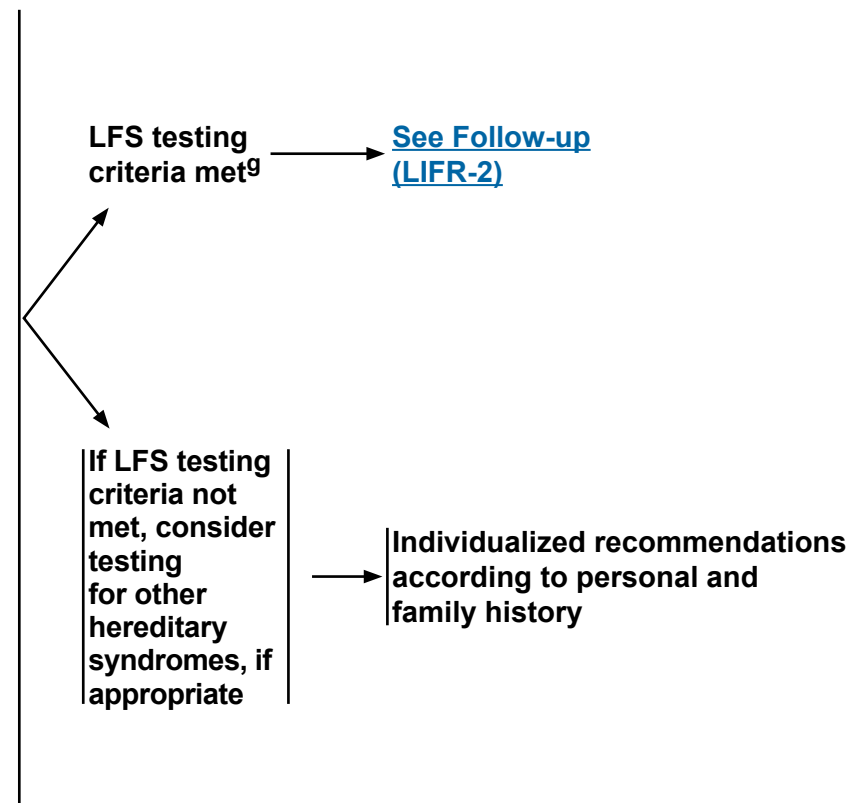 LFS testing
criteria metg
See Follow-up
(LIFR-2)
If LFS testing
criteria not
met, consider
testing
for other
hereditary
syndromes, if
appropriate
Individualized recommendations
according to personal and
family history